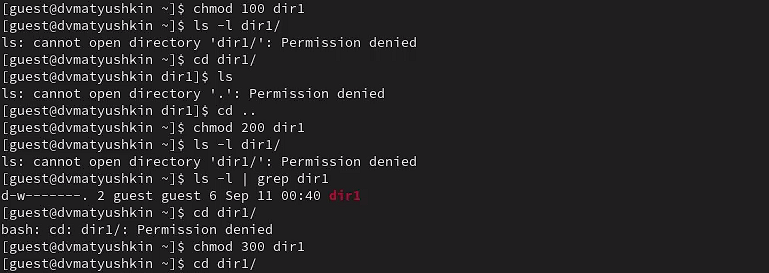 [guest@dvmatyushkin ~]$ chmod 100 dir1
[guest@dvmatyushkin ~]$ ls -l dir1/
ls: cannot open directory 'dir1/': Permission denied
[guest@dvmatyushkin ~]$ cd dir1/
[guest@dvmatyushkin dir1]$ ls
ls: cannot open directory '.': Permission denied
[guest@dvmatyushkin dir1]$ cd ..
[guest@dvmatyushkin ~]$ chmod 200 dir1
[guest@dvmatyushkin ~]$ ls -l dir1/
ls: cannot open directory 'dir1/': Permission denied
[guest@dvmatyushkin ~]$ ls -l | grep dir1
d-w-------. 2 guest guest 6 Sep 11 00:40 dir1
[guest@dvmatyushkin ~]$ cd dir1/
bash: cd: dir1/: Permission denied
[guest@dvmatyushkin ~]$ chmod 300 dir1
[guest@dvmatyushkin ~]$ cd dir1/